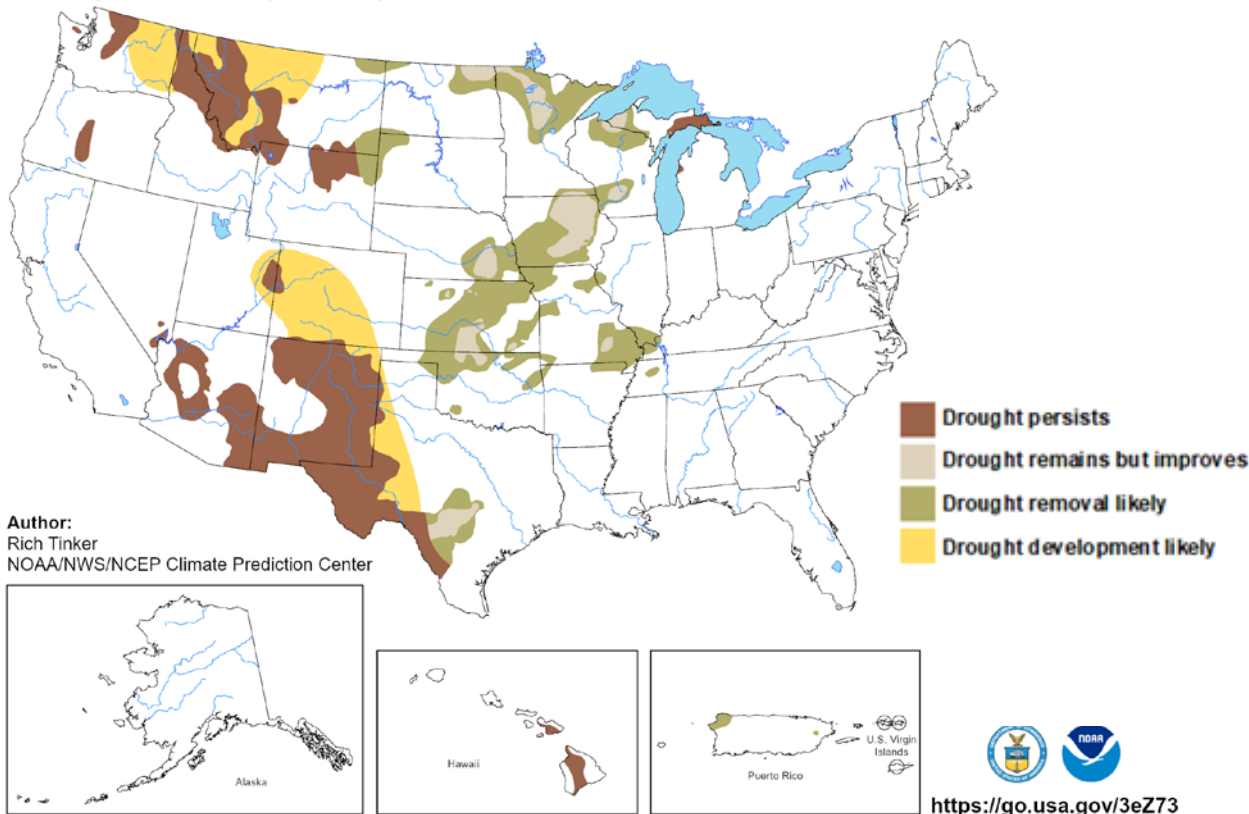 Drought persists
Drought remains but improves
Drought removal likely
Drought development likely
Author:
Rich Tinker
NOAA/NWS/NCEP Climate Prediction Center
Alaska
Hawaii
Puerto Rico
U.S. Virgin
Islands
NOAA
https://go.usa.gov/3eZ73